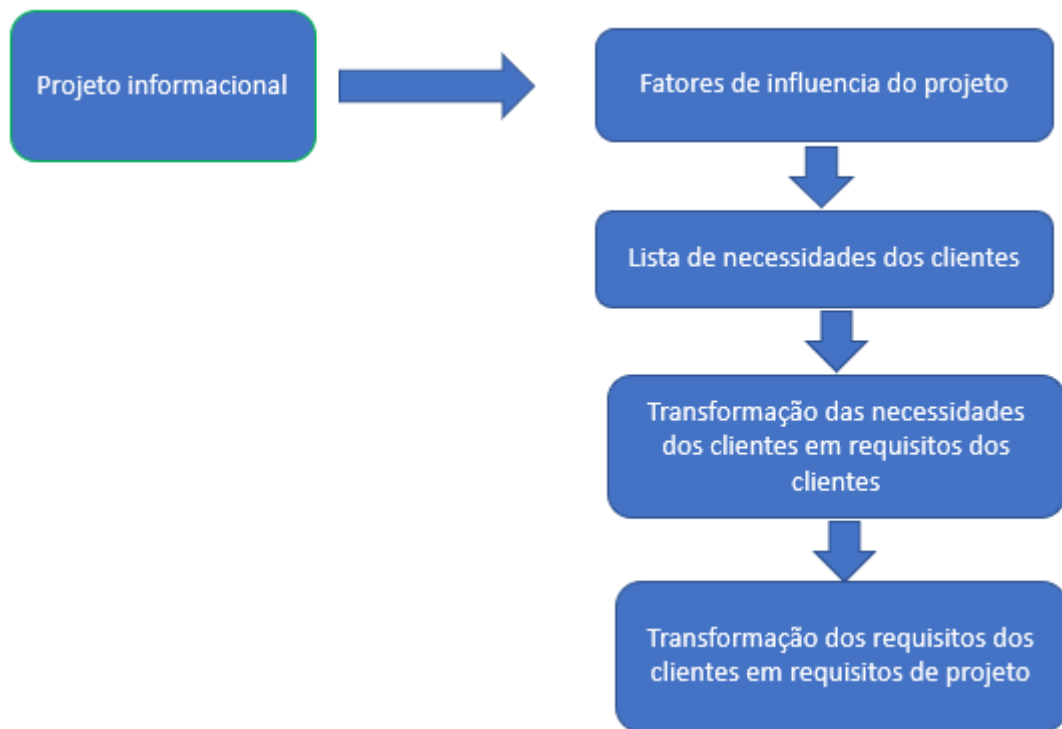 Projeto informacional
Fatores de influencia do projeto
Lista de necessidades dos clientes
Transformação das necessidades
dos clientes em requisitos dos
clientes
Transformação dos requisitos dos
clientes em requisitos de projeto